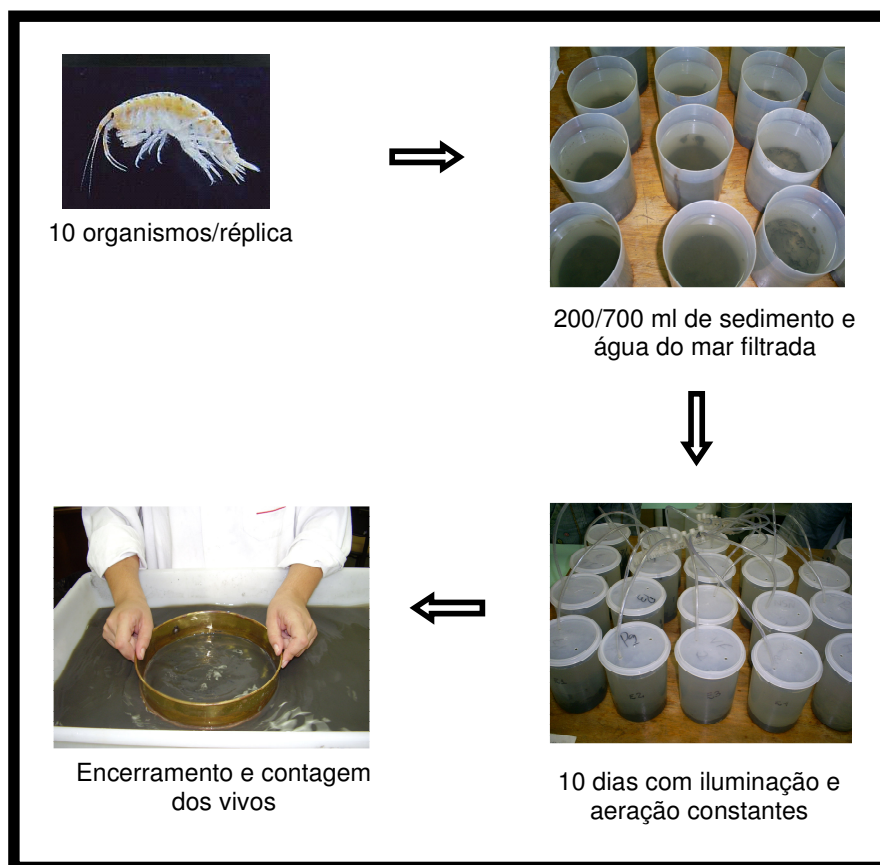 10 organismos/réplica
200/700 ml de sedimento e
água do mar filtrada
10 dias com iluminação e
aeração constantes
Encerramento e contagem
dos vivos